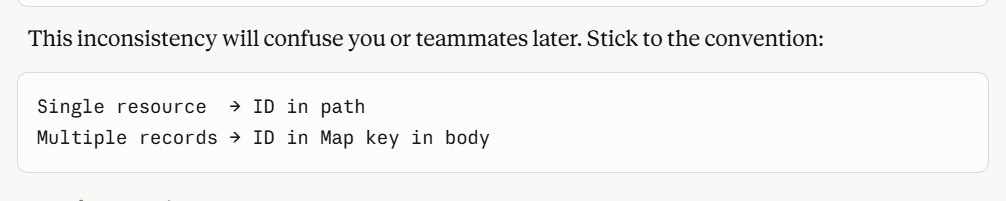 This inconsistency will confuse you or teammates later. Stick to the convention:
Single resource  → ID in path
Multiple records → ID in Map key in body